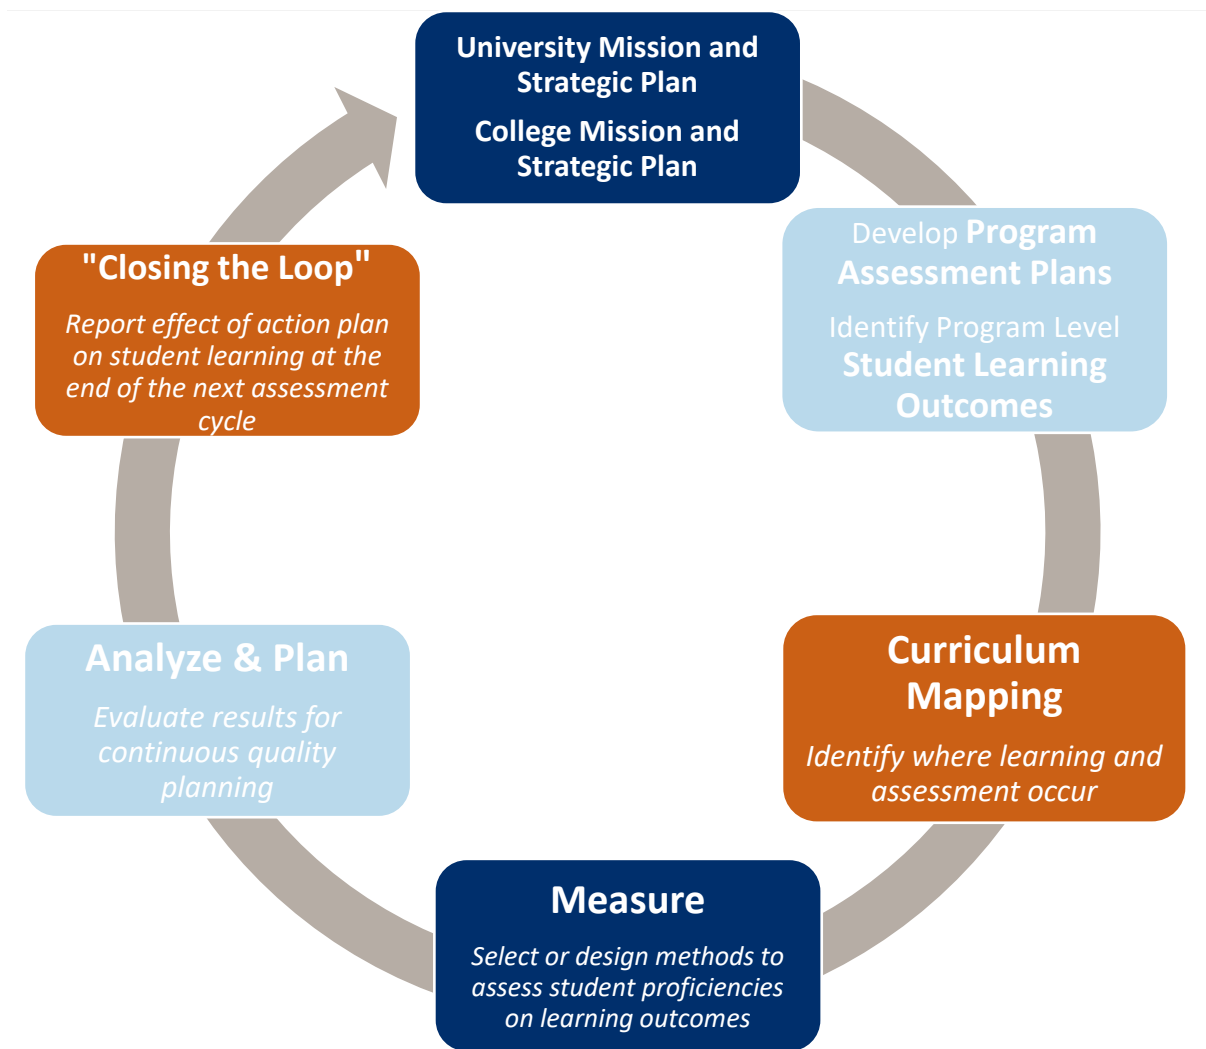 University Mission and
Strategic Plan
College Mission and
Strategic Plan
Develop Program
Assessment Plans
Identify Program Level
Student Learning
Outcomes
Curriculum
Mapping
Identify where learning and
assessment occur
Measure
Select or design methods to
assess student proficiencies
on learning outcomes
Analyze & Plan
Evaluate results for
continuous quality
planning
"Closing the Loop"
Report effect of action plan
on student learning at the
end of the next assessment
cycle